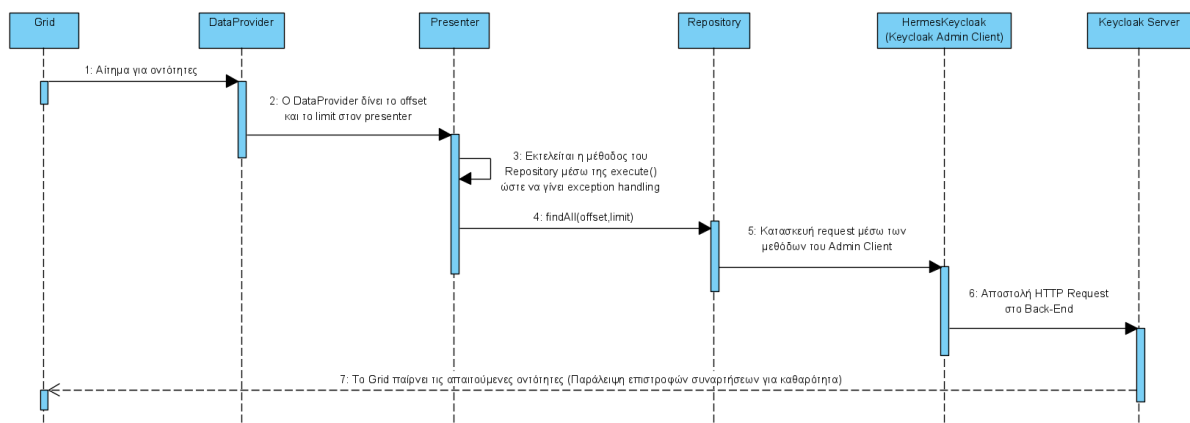 Grid
DataProvider
Presenter
Repository
HermesKeycloak
(Keycloak Admin Client)
Keycloak Server
1: Αίτημα για οντότητες
2: Ο DataProvider δίνει το offset
και το limit στον presenter
3: Εκτελείται η μέθοδος του
Repository μέσω της execute()
ώστε να γίνει exception handling
4: findAll(offset,limit)
5: Κατασκευή request μέσω των
μεθόδων του Admin Client
6: Αποστολή HTTP Request
στο Back-End
7: Το Grid παίρνει τις απαιτούμενες οντότητες (Παράλειψη επιστροφών συναρτήσεων για καθαρότητα)